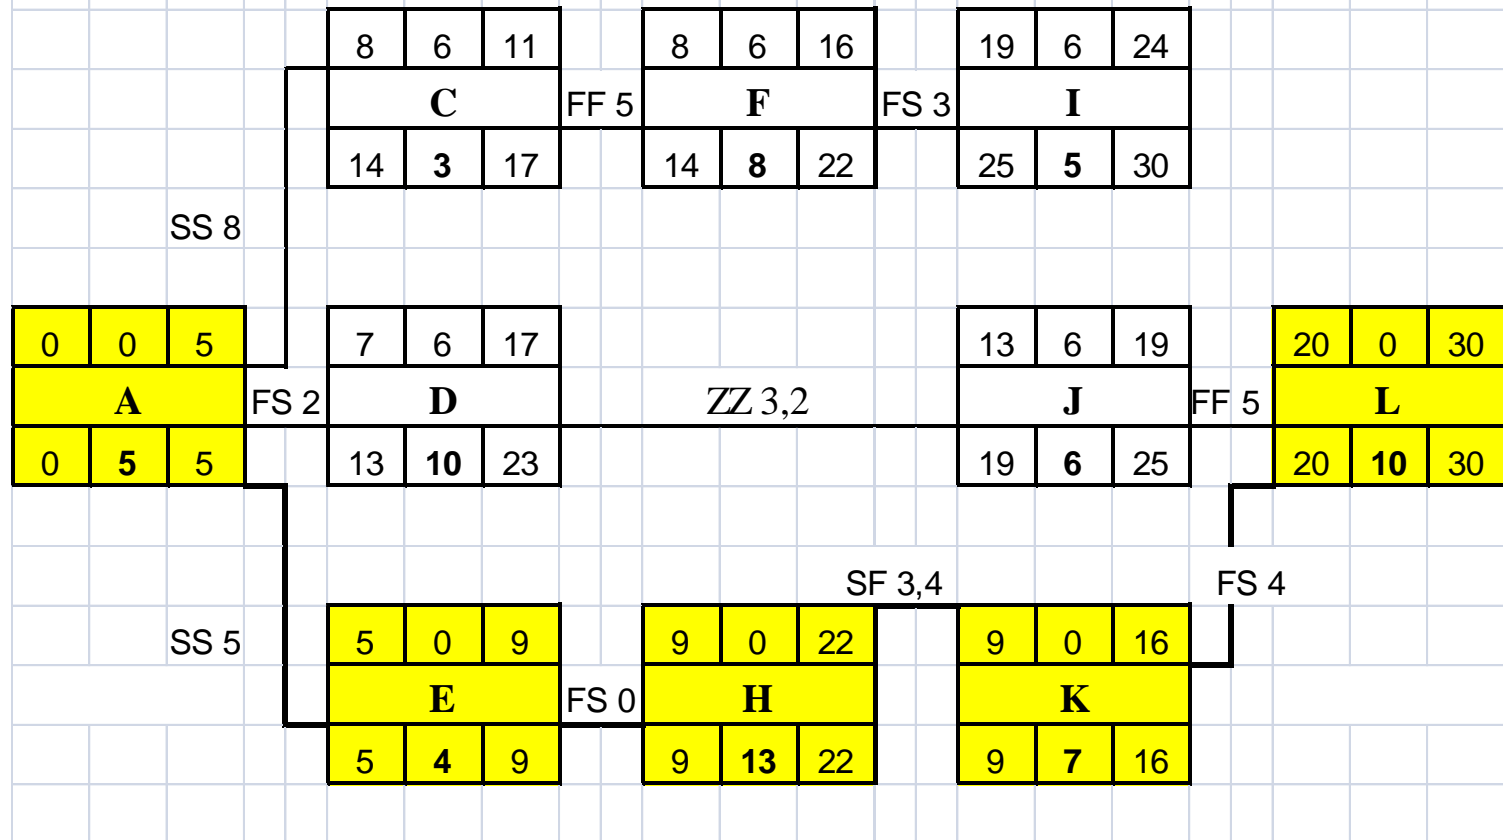 8 6 11 8 6 16 19 6 24
C FF 5 F FS 3 I
14 3 17 14 8 22 25 5 30
SS 8
0 0 5 7 6 17 13 6 19 20 0 30
A FS 2 D ZZ 3,2 J FF 5 L
0 5 5 13 10 23 19 6 25 20 10 30
SF 3,4 FS 4
SS 5 5 0 9 9 0 22 9 0 16
E FS 0 H K
5 4 9 9 13 22 9 7 16